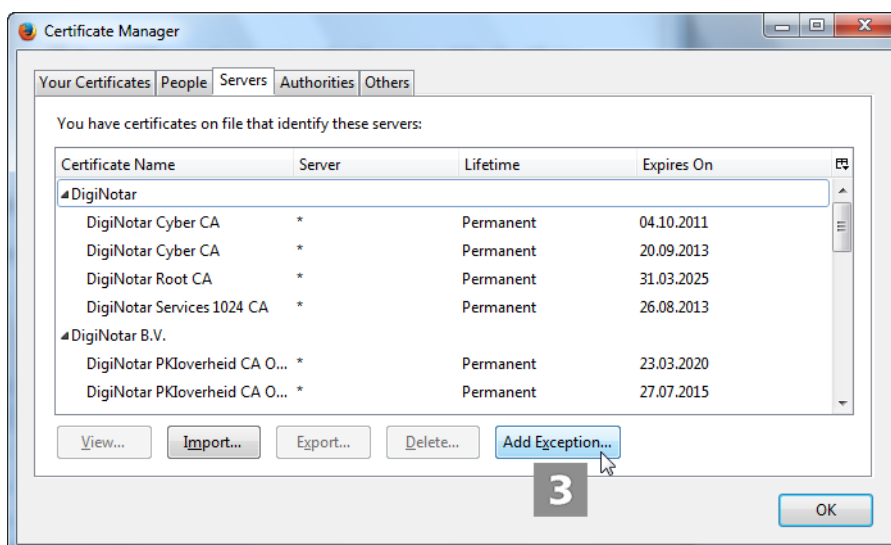 Certificate Manager
Your Certificates People Servers Authorities Others
You have certificates on file that identify these servers:
Certificate Name Server Lifetime Expires On
DigiNotar
DigiNotar Cyber CA * Permanent 04.10.2011
DigiNotar Cyber CA * Permanent 20.09.2013
DigiNotar Root CA * Permanent 31.03.2025
DigiNotar Services 1024 CA * Permanent 26.08.2013
DigiNotar B.V.
DigiNotar PKIoverheid CA O... * Permanent 23.03.2020
DigiNotar PKIoverheid CA O... * Permanent 27.07.2015
View... Import... Export... Delete... Add Exception...
3
OK